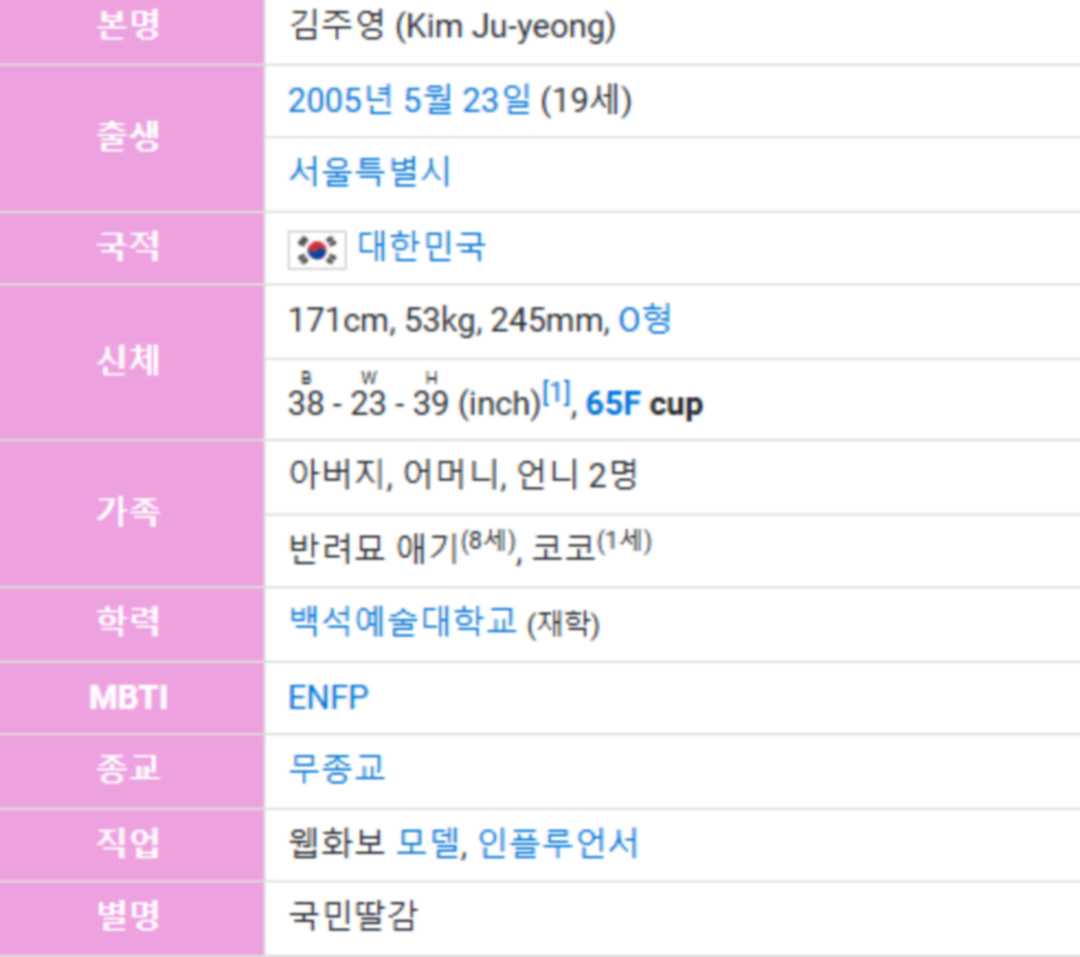 본명 김주영 (Kim Ju-yeong)
출생 2005년 5월 23일 (19세)
서울특별시
국적 대한민국
신체 171cm, 53kg, 245mm, O형
B W H
38 - 23 - 39 (inch)[1], 65F cup
가족 아버지, 어머니, 언니 2명
반려묘 애기(8세), 코코(1세)
학력 백석예술대학교 (재학)
MBTI ENFP
종교 무종교
직업 웹화보 모델, 인플루언서
별명 국민딸감